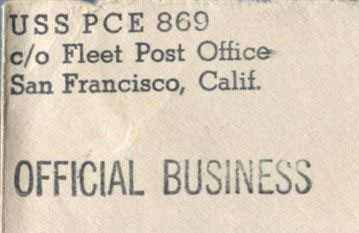 USS PCE 869
c/o Fleet Post Office
San Francisco, Calif.
OFFICIAL BUSINESS